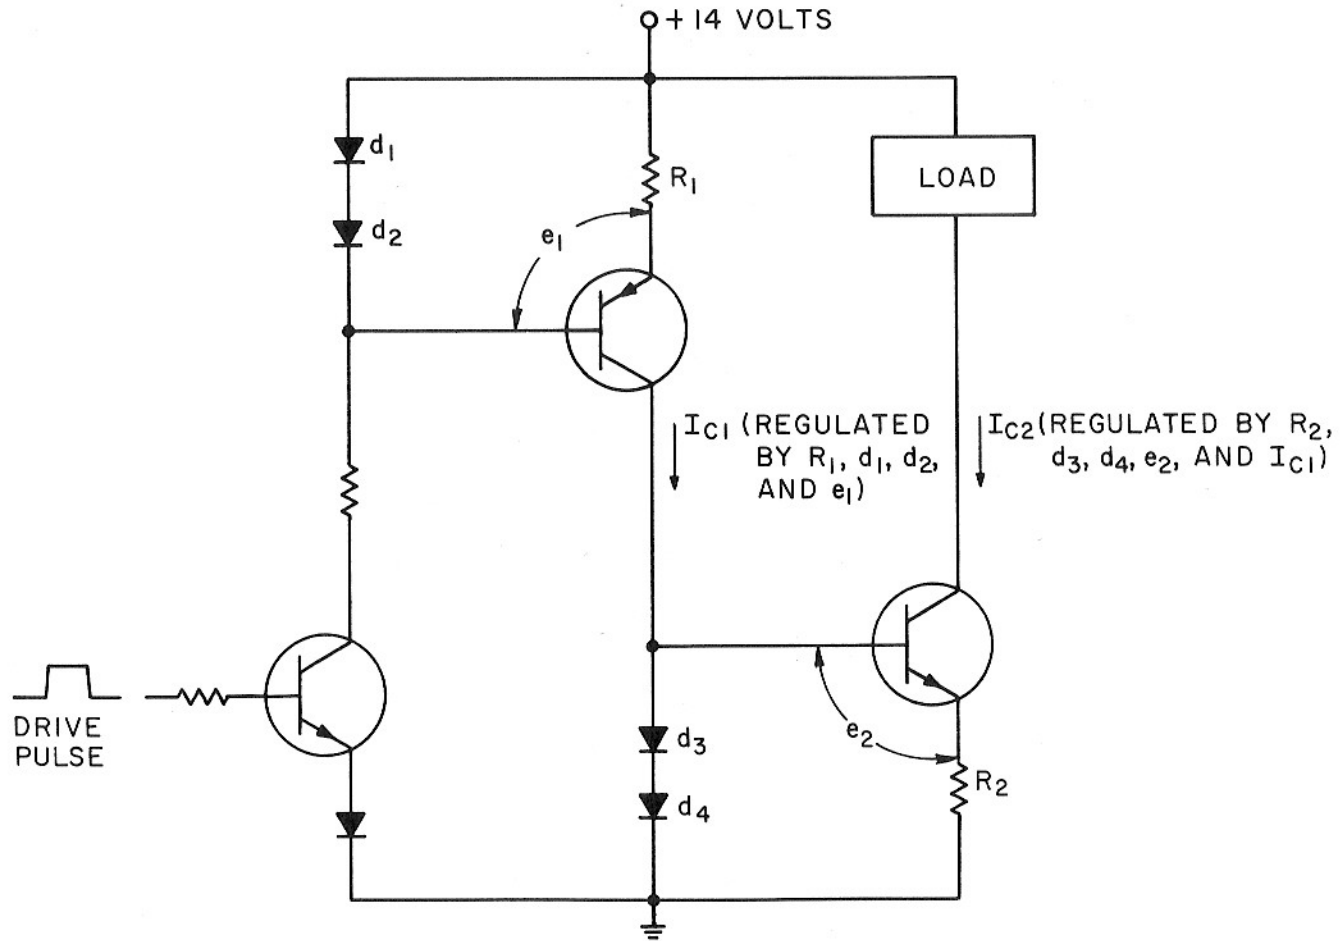 + 14 VOLTS
d1
R1
LOAD
d2
e1
IC1 (REGULATED
BY R1, d1, d2,
AND e1)
IC2 (REGULATED BY R2,
d3, d4, e2, AND IC1)
DRIVE
PULSE
d3
e2
R2
d4